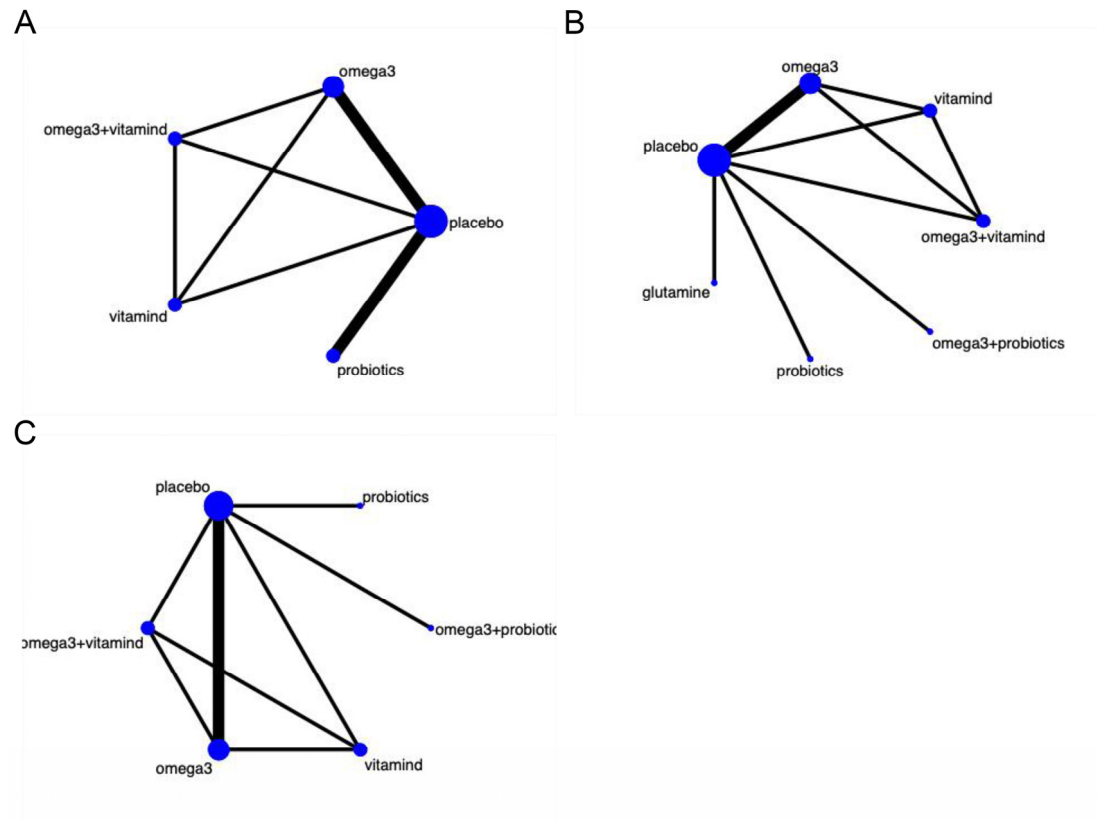 A
omega3
omega3+vitamind
placebo
vitamind
probiotics
B
omega3
vitamind
placebo
omega3+vitamind
glutamine
omega3+probiotics
probiotics
C
placebo
probiotics
omega3+vitamind
omega3+probiotic
omega3
vitamind